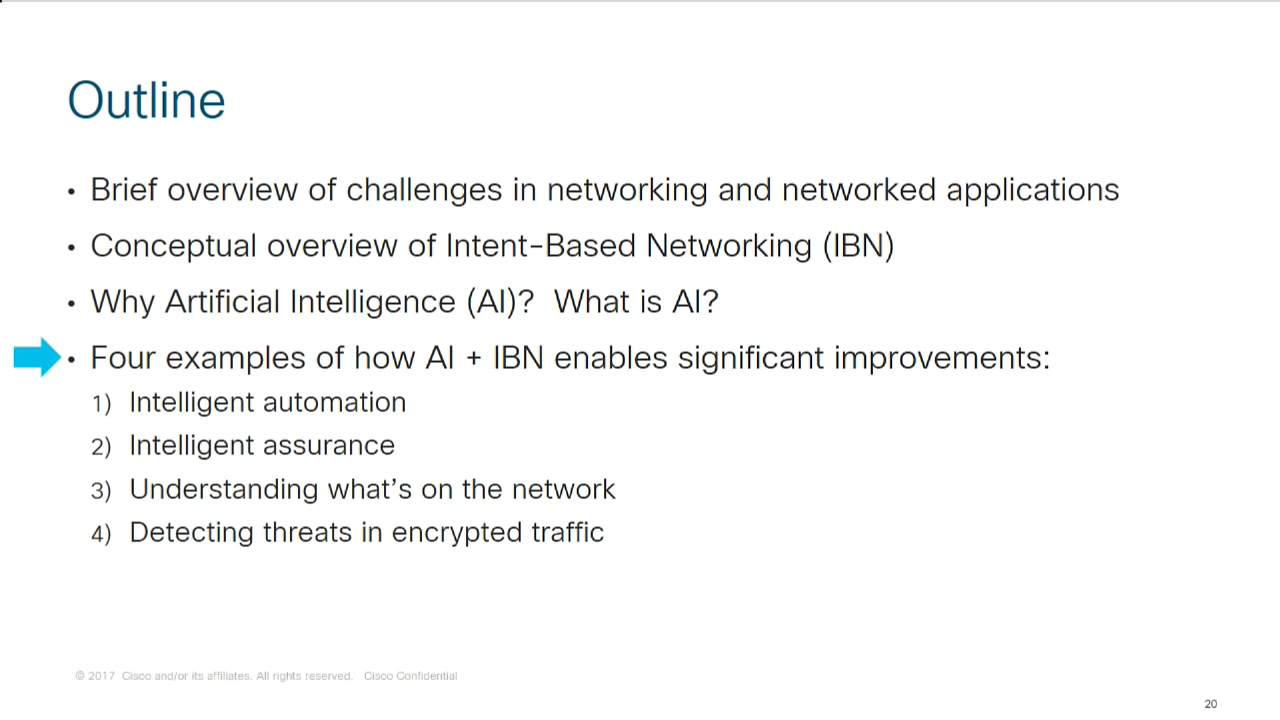 Outline
• Brief overview of challenges in networking and networked applications
• Conceptual overview of Intent-Based Networking (IBN)
• Why Artificial Intelligence (AI)?  What is AI?
• Four examples of how AI + IBN enables significant improvements:
1) Intelligent automation
2) Intelligent assurance
3) Understanding what’s on the network
4) Detecting threats in encrypted traffic
© 2017  Cisco and/or its affiliates. All rights reserved.   Cisco Confidential
20